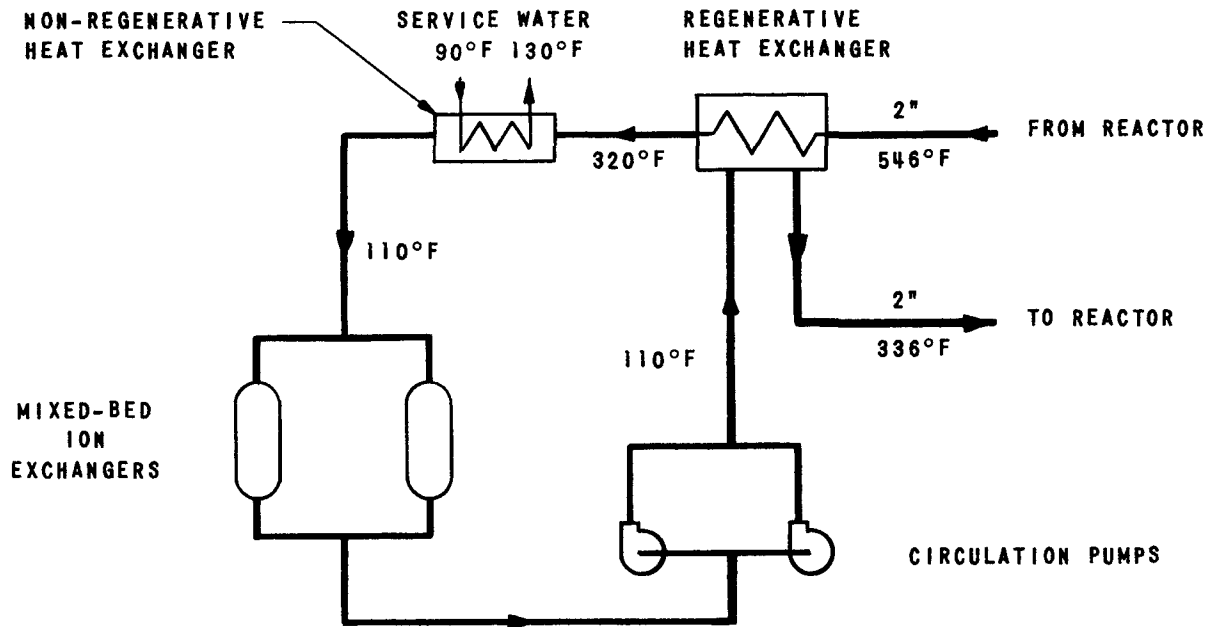 NON-REGENERATIVE
HEAT EXCHANGER
SERVICE WATER
90°F 130°F
REGENERATIVE
HEAT EXCHANGER
2"
FROM REACTOR
546°F
320°F
110°F
2"
TO REACTOR
336°F
110°F
MIXED-BED
ION
EXCHANGERS
CIRCULATION PUMPS